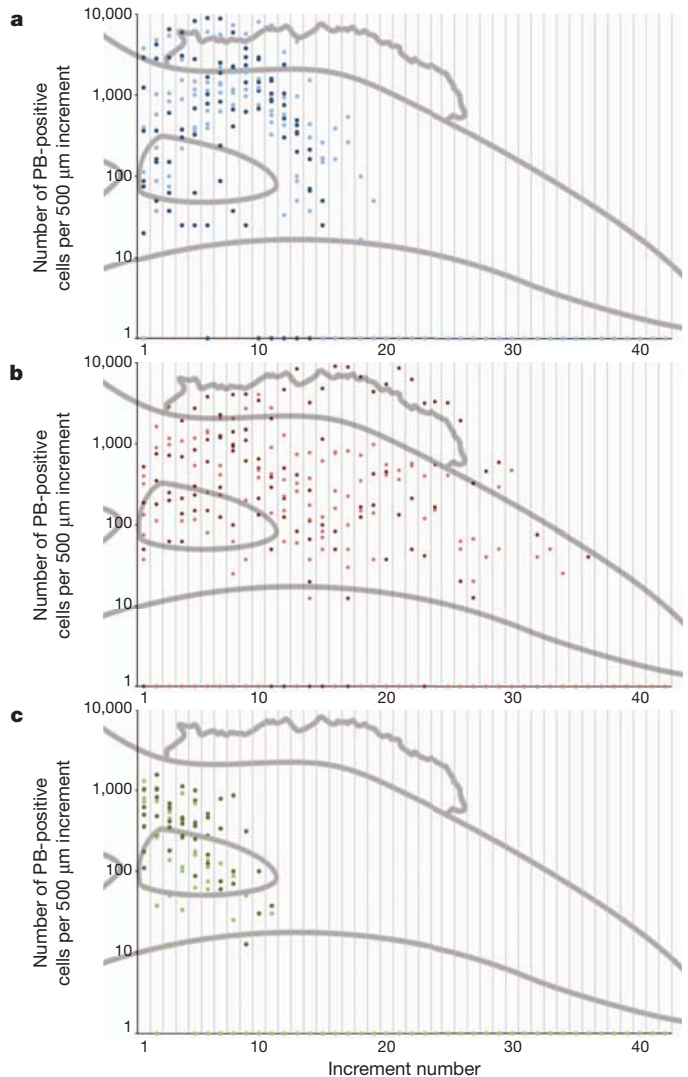 a
10,000
1,000
100
10
1
Number of PB-positive
cells per 500 μm increment
1 10 20 30 40
b
10,000
1,000
100
10
1
Number of PB-positive
cells per 500 μm increment
1 10 20 30 40
c
10,000
1,000
100
10
1
Number of PB-positive
cells per 500 μm increment
1 10 20 30 40
Increment number